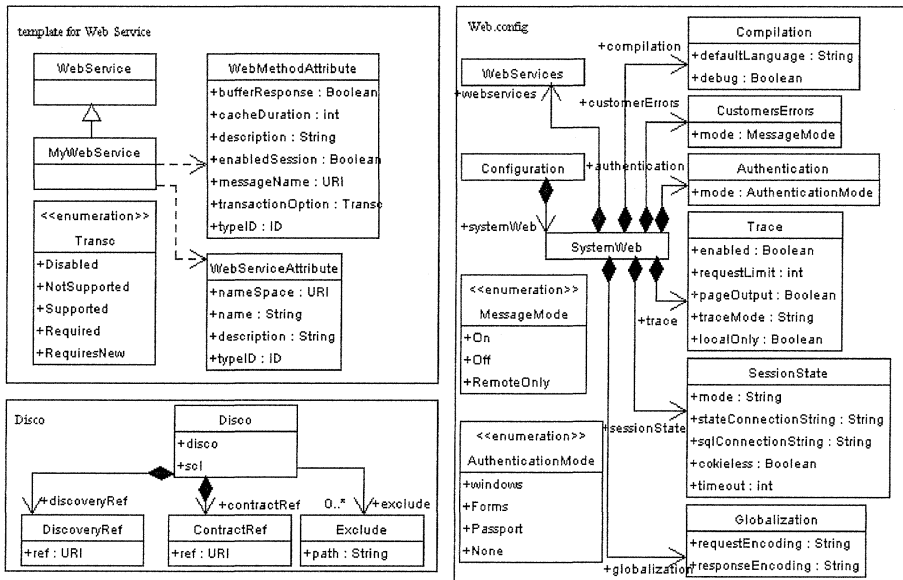 template for Web Service
WebService
MyWebService
WebMethodAttribute
+bufferResponse : Boolean
+cacheDuration : int
+description : String
+enabledSession : Boolean
+messageName : URI
+transactionOption : Transc
+typeID : ID
<<enumeration>>
Transc
+Disabled
+NotSupported
+Supported
+Required
+RequiresNew
WebServiceAttribute
+nameSpace : URI
+name : String
+description : String
+typeID : ID
Disco
Disco
+disco
+scl
+discoveryRef
+contractRef
0..*
+exclude
DiscoveryRef
+ref : URI
ContractRef
+ref : URI
Exclude
+path : String
Web.config
WebServices
+webservices
+compilation
+customerErrors
+authentication
Configuration
+systemWeb
SystemWeb
+trace
+sessionState
+globalization
<<enumeration>>
MessageMode
+On
+Off
+RemoteOnly
<<enumeration>>
AuthenticationMode
+windows
+Forms
+Passport
+None
Compilation
+defaultLanguage : String
+debug : Boolean
CustomersErrors
+mode : MessageMode
Authentication
+mode : AuthenticationMode
Trace
+enabled : Boolean
+requestLimit : int
+pageOutput : Boolean
+traceMode : String
+localOnly : Boolean
SessionState
+mode : String
+stateConnectionString : String
+sqlConnectionString : String
+cokieless : Boolean
+timeout : int
Globalization
+requestEncoding : String
+responseEncoding : String